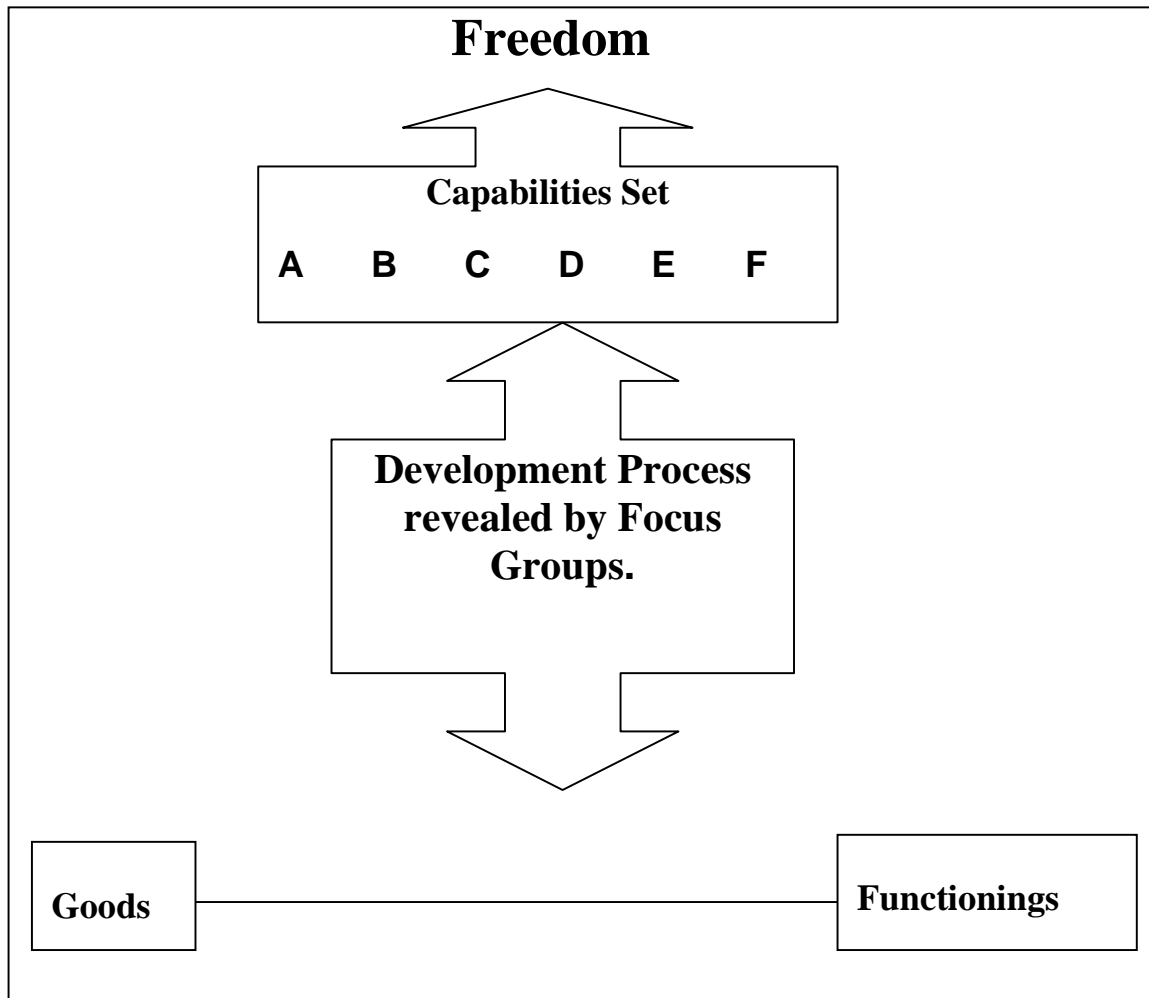 Freedom
Capabilities Set
A B C D E F
Development Process
revealed by Focus
Groups.
Goods
Functionings